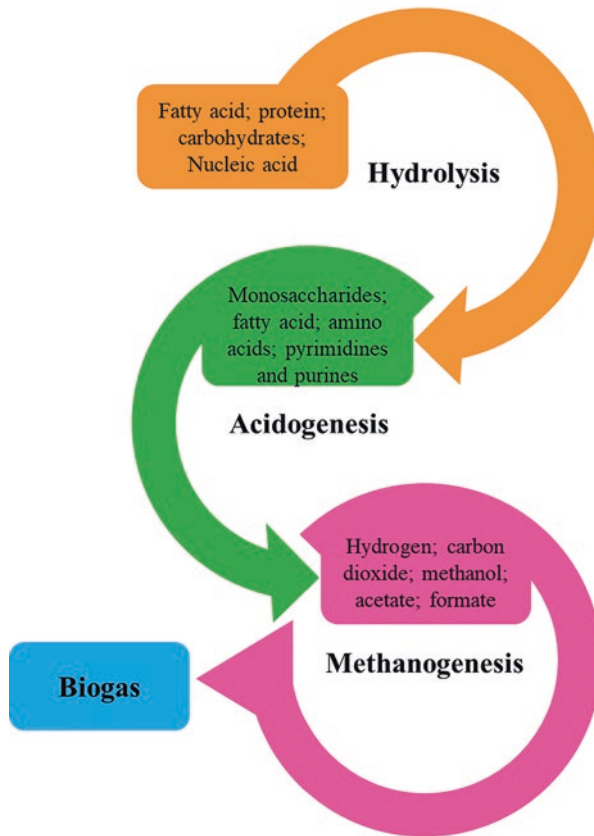 Fatty acid; protein;
carbohydrates;
Nucleic acid
Hydrolysis
Monosaccharides;
fatty acid; amino
acids; pyrimidines
and purines
Acidogenesis
Hydrogen; carbon
dioxide; methanol;
acetate; formate
Methanogenesis
Biogas